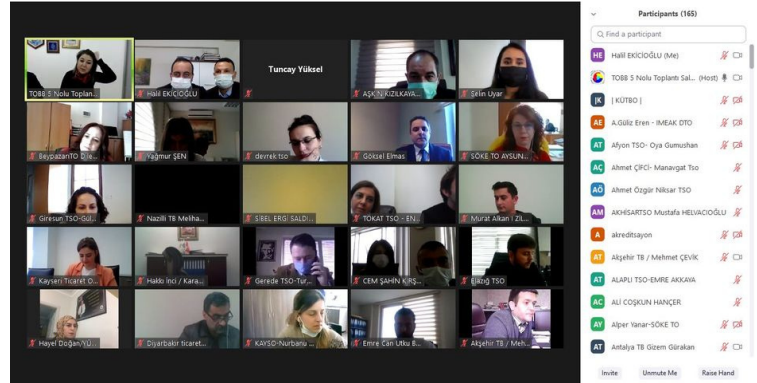 TOBB 5 Nolu Toplan...
Halil EKİCİOĞLU
Tuncay Yüksel
AŞKIN KIZILKAYA...
Selin Uyar
BeypazarıTO Dile...
Yağmur ŞEN
devrek tso
Göksel Elmas
SÖKE TO AYSUN...
Giresun TSO-Gül...
Nazilli TB Meliha...
SİBEL ERGİ SALDI...
TOKAT TSO - EN...
Murat Alkan I ZİL...
Kayseri Ticaret O...
Hakkı İnci / Kara...
Gerede TSO-Tur...
CEM ŞAHİN KIRŞ...
Elazığ TSO
Hayel Doğan/YÜ...
Diyarbakır ticaret...
KAYSO-Nurbanu ...
Emre Can Utku B...
Akşehir TB / Meh...
Participants (165)
Find a participant
HE Halil EKİCİOĞLU (Me)
TOBB 5 Nolu Toplantı Sal... (Host)
|K | KÜTBO |
AE A.Güliz Eren - IMEAK DTO
AT Afyon TSO- Oya Gumushan
AÇ Ahmet ÇİFCİ- Manavgat Tso
AÖ Ahmet Özgür Niksar TSO
AM AKHİSARTSO Mustafa HELVACIOĞLU
A akreditsayon
AT Akşehir TB / Mehmet ÇEVİK
AT ALAPLI TSO-EMRE AKKAYA
AC ALİ COŞKUN HANÇER
AY Alper Yanar-SÖKE TO
AT Antalya TB Gizem Gürakan
Invite Unmute Me Raise Hand